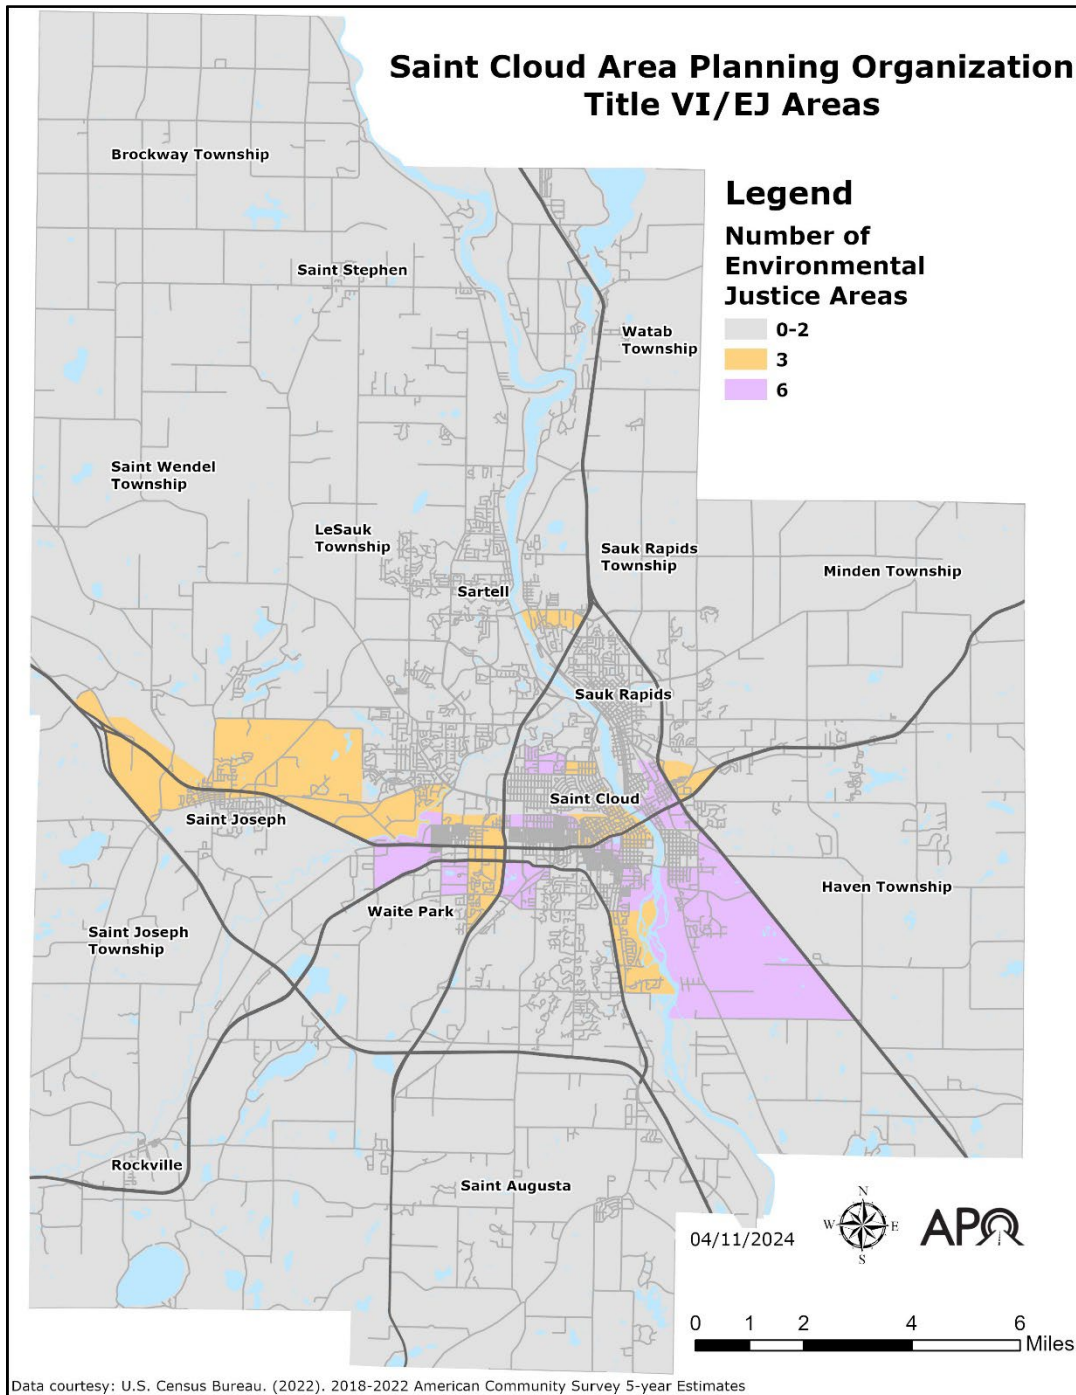 Saint Cloud Area Planning Organization
Title VI/EJ Areas
Brockway Township
Legend
Number of
Environmental
Justice Areas
0-2
3
6
Saint Stephen
Watab
Township
Saint Wendel
Township
LeSauk
Township
Sauk Rapids
Township
Minden Township
Sartell
Sauk Rapids
Saint Cloud
Saint Joseph
Haven Township
Waite Park
Saint Joseph
Township
Rockville
Saint Augusta
N
W
E
S
04/11/2024
APO
0
1
2
4
6
Miles
Data courtesy: U.S. Census Bureau. (2022). 2018-2022 American Community Survey 5-year Estimates